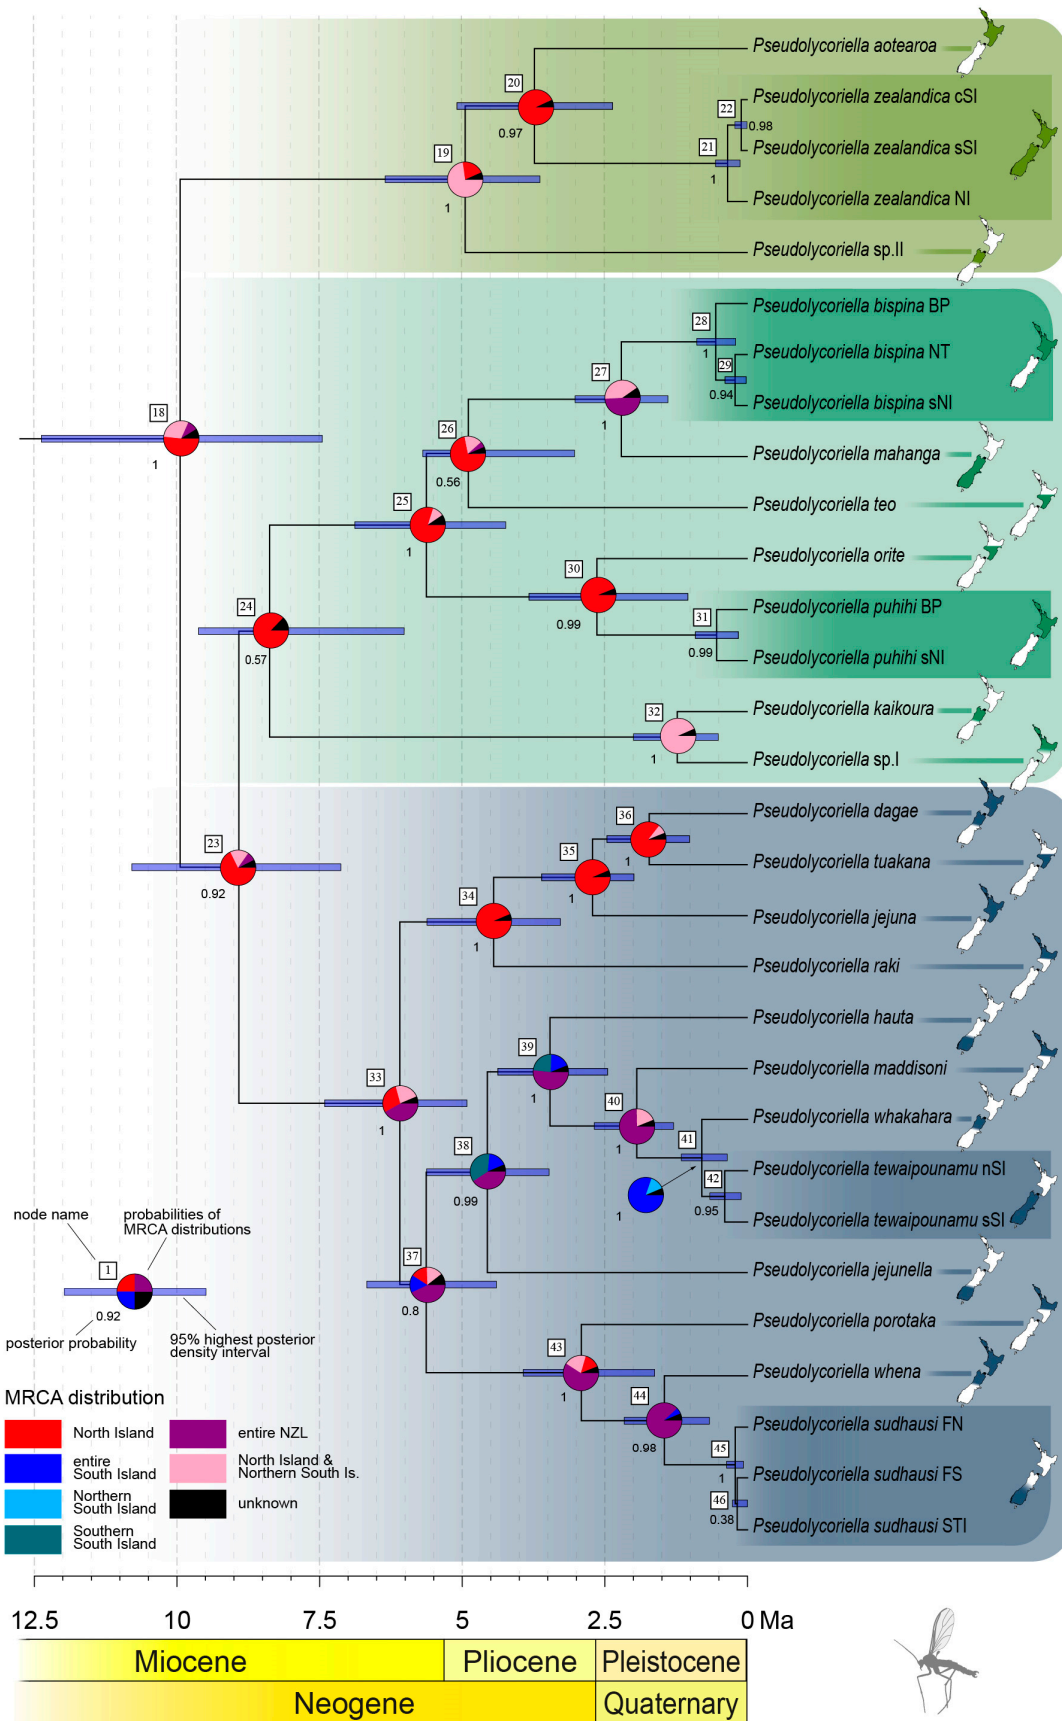 Pseudolycoriella aotearoa
20
Pseudolycoriella zealandica cSI
22
0.98
0.97
Pseudolycoriella zealandica sSI
21
19
1
Pseudolycoriella zealandica NI
1
Pseudolycoriella sp.II
Pseudolycoriella bispina BP
28
1
Pseudolycoriella bispina NT
29
27
0.94
Pseudolycoriella bispina sNI
18
1
26
Pseudolycoriella mahanga
1
0.56
25
Pseudolycoriella teo
1
Pseudolycoriella orite
30
24
Pseudolycoriella puhihi BP
31
0.99
0.99
0.57
Pseudolycoriella puhihi sNI
32
Pseudolycoriella kaikoura
1
Pseudolycoriella sp.I
36
Pseudolycoriella dagae
23
35
1
Pseudolycoriella tuakana
0.92
34
1
Pseudolycoriella jejuna
1
Pseudolycoriella raki
39
Pseudolycoriella hauta
33
1
40
Pseudolycoriella maddisoni
1
38
1
41
Pseudolycoriella whakahara
42
Pseudolycoriella tewaipounamu nSI
0.99
1
0.95
Pseudolycoriella tewaipounamu sSI
node name
probabilities of
MRCA distributions
1
37
Pseudolycoriella jejunella
0.92
0.8
posterior probability
95% highest posterior
density interval
43
Pseudolycoriella porotaka
1
44
Pseudolycoriella whena
0.98
MRCA distribution
North Island
entire NZL
entire
South Island
North Island &
Northern South Is.
Northern
South Island
unknown
Southern
South Island
45
Pseudolycoriella sudhausi FN
1
46
Pseudolycoriella sudhausi FS
0.38
Pseudolycoriella sudhausi STI
12.5 10 7.5 5 2.5 0 Ma
Miocene Pliocene Pleistocene
Neogene Quaternary